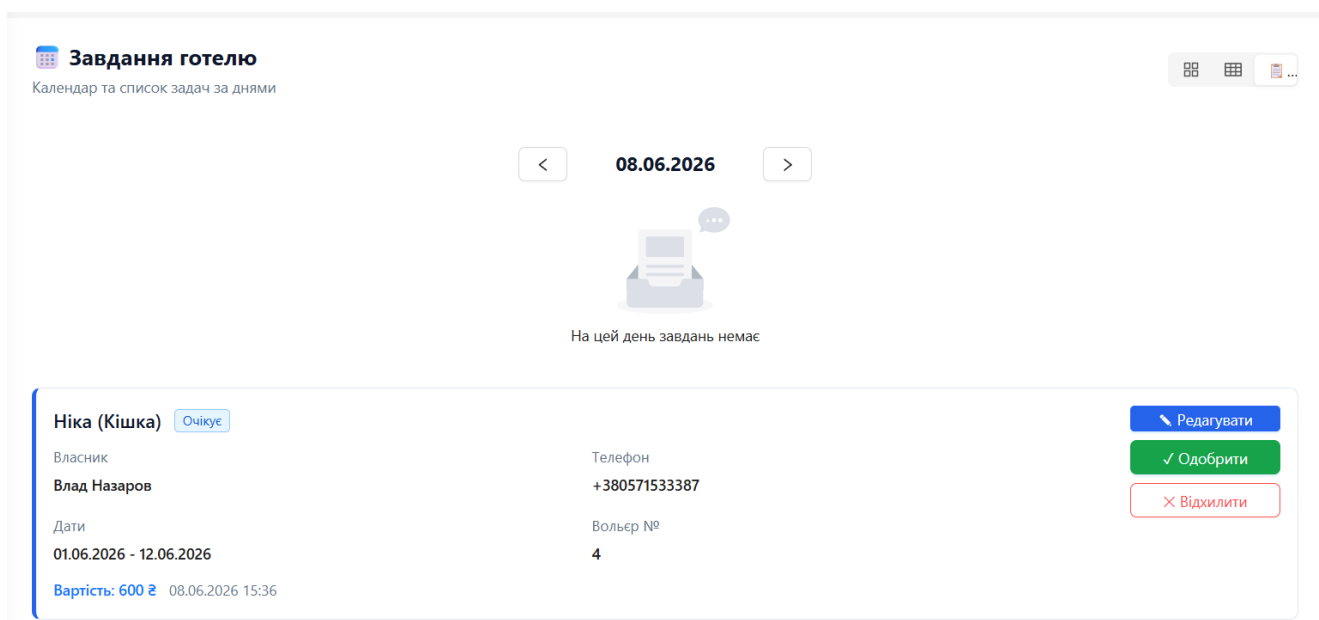 Завдання готелю
Календар та список задач за днями
...
08.06.2026
На цей день завдань немає
Ніка (Кішка) Очікує
Редагувати
Одобрити
Відхилити
Власник
Влад Назаров
Телефон
+380571533387
Дати
01.06.2026 - 12.06.2026
Вольєр №
4
Вартість: 600 ₴ 08.06.2026 15:36